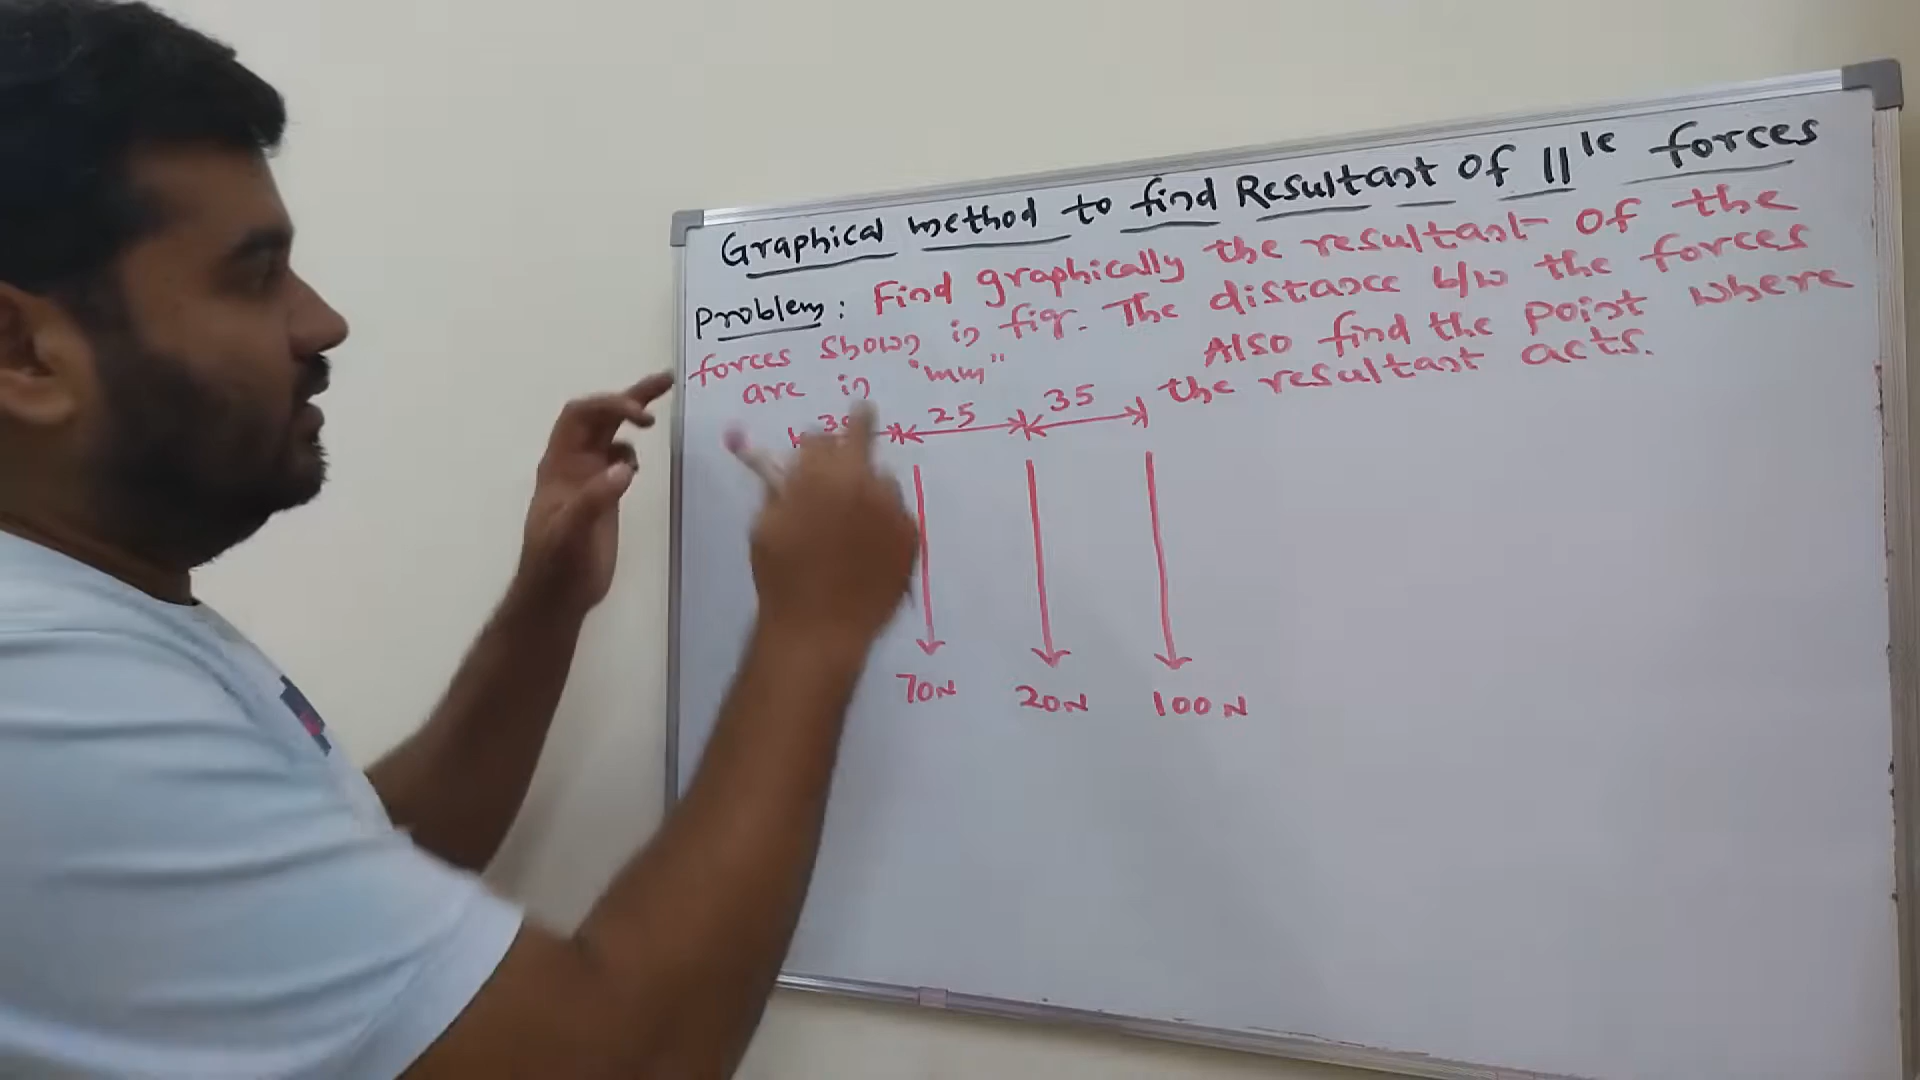 Graphical method to find Resultant of ||le forces
Problem: Find graphically the resultant of the
forces shown in fig. The distance b/w the forces
are in "mm" Also find the point where
the resultant acts.
25 35
70N 20N 100N